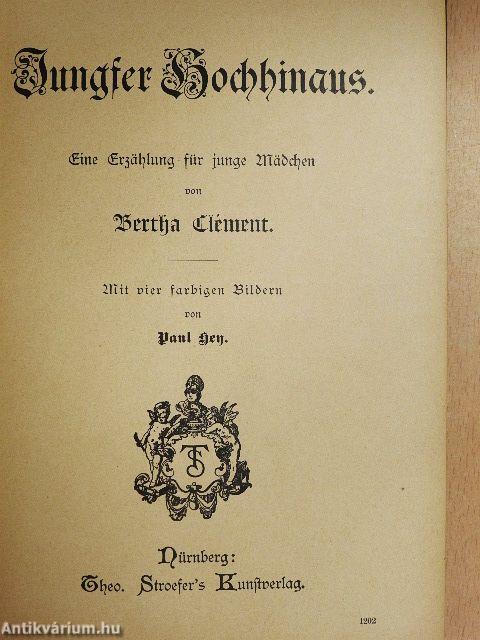 Jungfer Hochhinaus.
Eine Erzählung für junge Mädchen
von
Bertha Clément.
Mit vier farbigen Bildern
von
Paul Hey.
TS
Nürnberg:
Theo. Stroefer's Kunstverlag.
1202
Antikvárium.hu